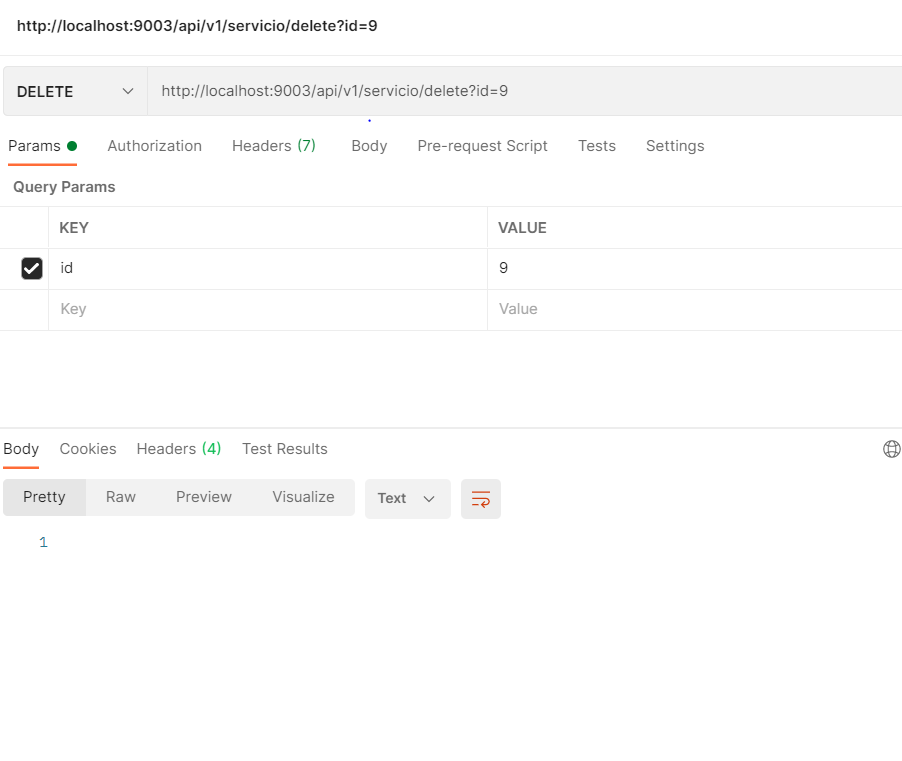 http://localhost:9003/api/v1/servicio/delete?id=9
DELETE http://localhost:9003/api/v1/servicio/delete?id=9
Params Authorization Headers (7) Body Pre-request Script Tests Settings
Query Params
KEY VALUE
id 9
Key Value
Body Cookies Headers (4) Test Results
Pretty Raw Preview Visualize Text
1